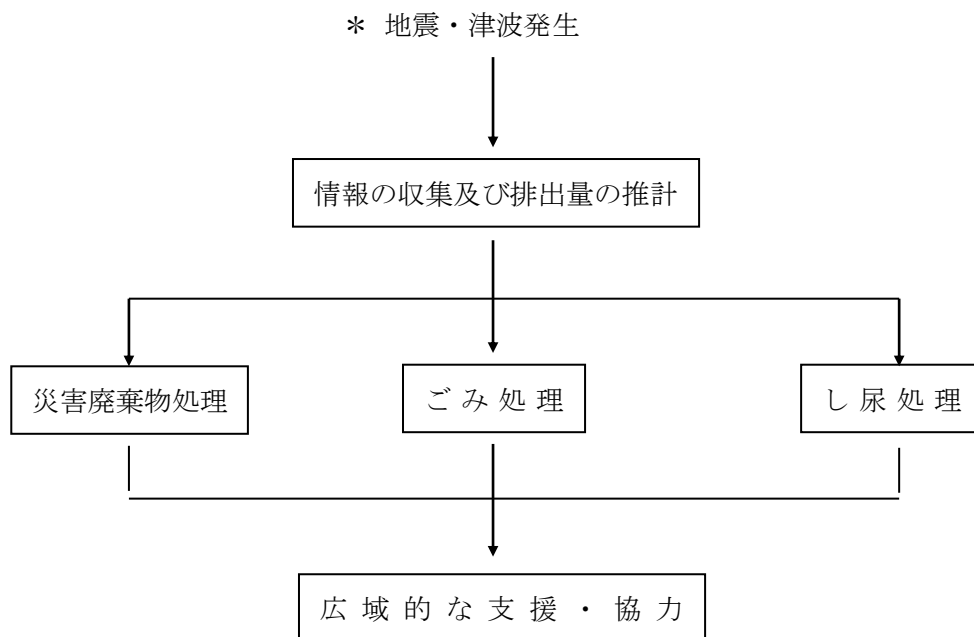 ＊ 地震・津波発生
情報の収集及び排出量の推計
災害廃棄物処理
ごみ処理
し尿処理
広域的な支援・協力